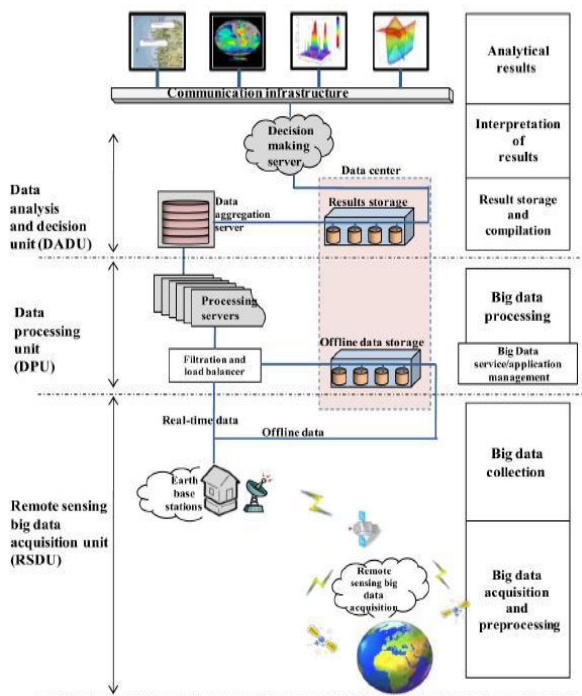 Communication infrastructure
Analytical
results
Decision
making
server
Interpretation
of
results
Data center
Data
analysis
and decision
unit (DADU)
Data
aggregation
server
Results storage
Result storage
and
compilation
Data
processing
unit
(DPU)
Processing
servers
Big data
processing
Filtration and
load balancer
Offline data storage
Big Data
service/application
management
Real-time data
Offline data
Big data
collection
Earth
base
stations
Remote sensing
big data
acquisition unit
(RSDU)
Remote
sensing big
data
acquisition
Big data
acquisition
and
preprocessing